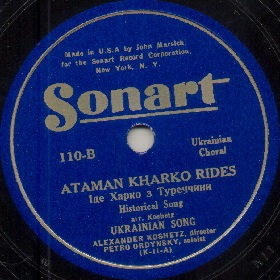 Made in U.S.A by John Marsich
for the Sonart Record Corporation,
New York, N. Y.
Sonart
110-B
Ukrainian
Choral
ATAMAN KHARKO RIDES
Іде Харко з Туреччини
Historical Song
arr. Koshetz
UKRAINIAN SONG
ALEXANDER KOSHETZ, director
PETRO ORDYNSKY, soloist
(K-11-A)